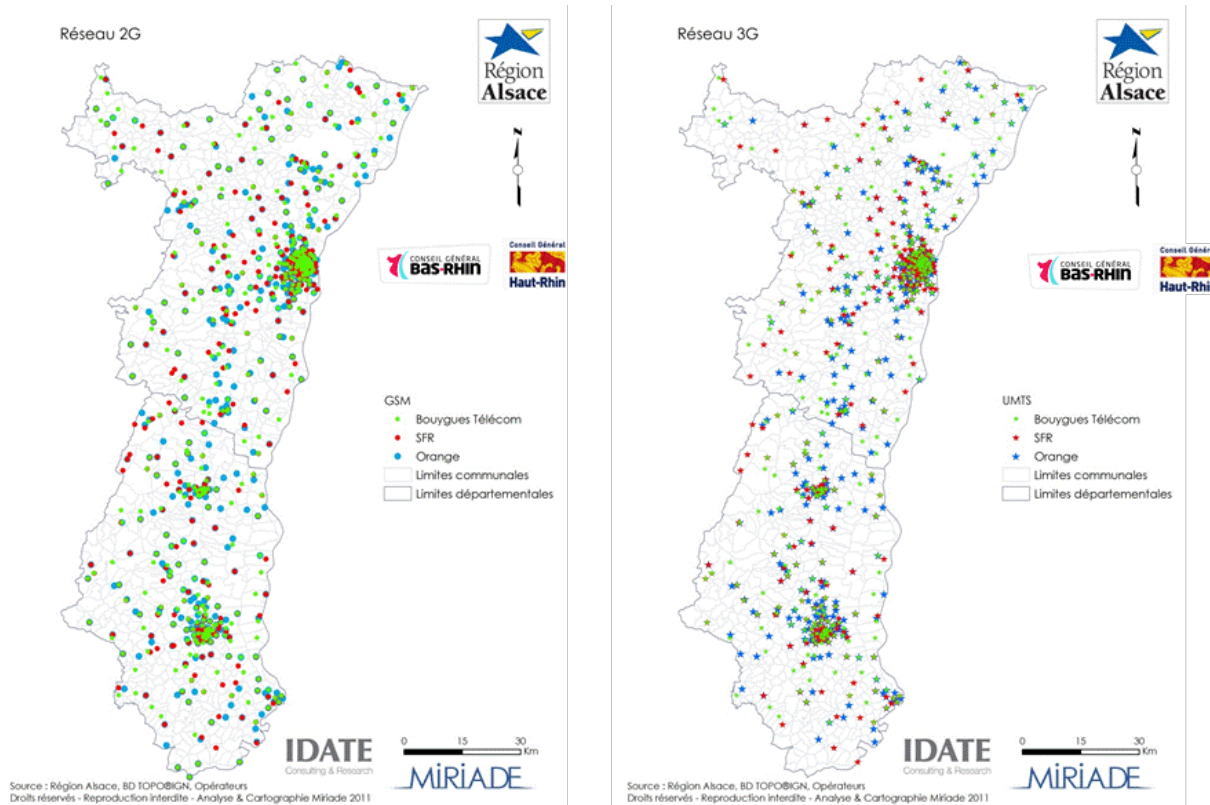 Réseau 2G
Région
Alsace
N
CONSEIL GÉNÉRAL
BAS-RHIN
Conseil Général
Haut-Rhin
GSM
Bouygues Télécom
SFR
Orange
Limites communales
Limites départementales
IDATE
Consulting & Research
0 15 30
Km
MiRiADE
Source : Région Alsace, BD TOPO®IGN, Opérateurs
Droits réservés - Reproduction interdite - Analyse & Cartographie Miriade 2011
Réseau 3G
Région
Alsace
N
CONSEIL GÉNÉRAL
BAS-RHIN
Conseil Génér
Haut-Rhi
UMTS
Bouygues Télécom
SFR
Orange
Limites communales
Limites départementales
IDATE
Consulting & Research
0 15 30
Km
MiRiADE
Source : Région Alsace, BD TOPO®IGN, Opérateurs
Droits réservés - Reproduction interdite - Analyse & Cartographie Miriade 2011